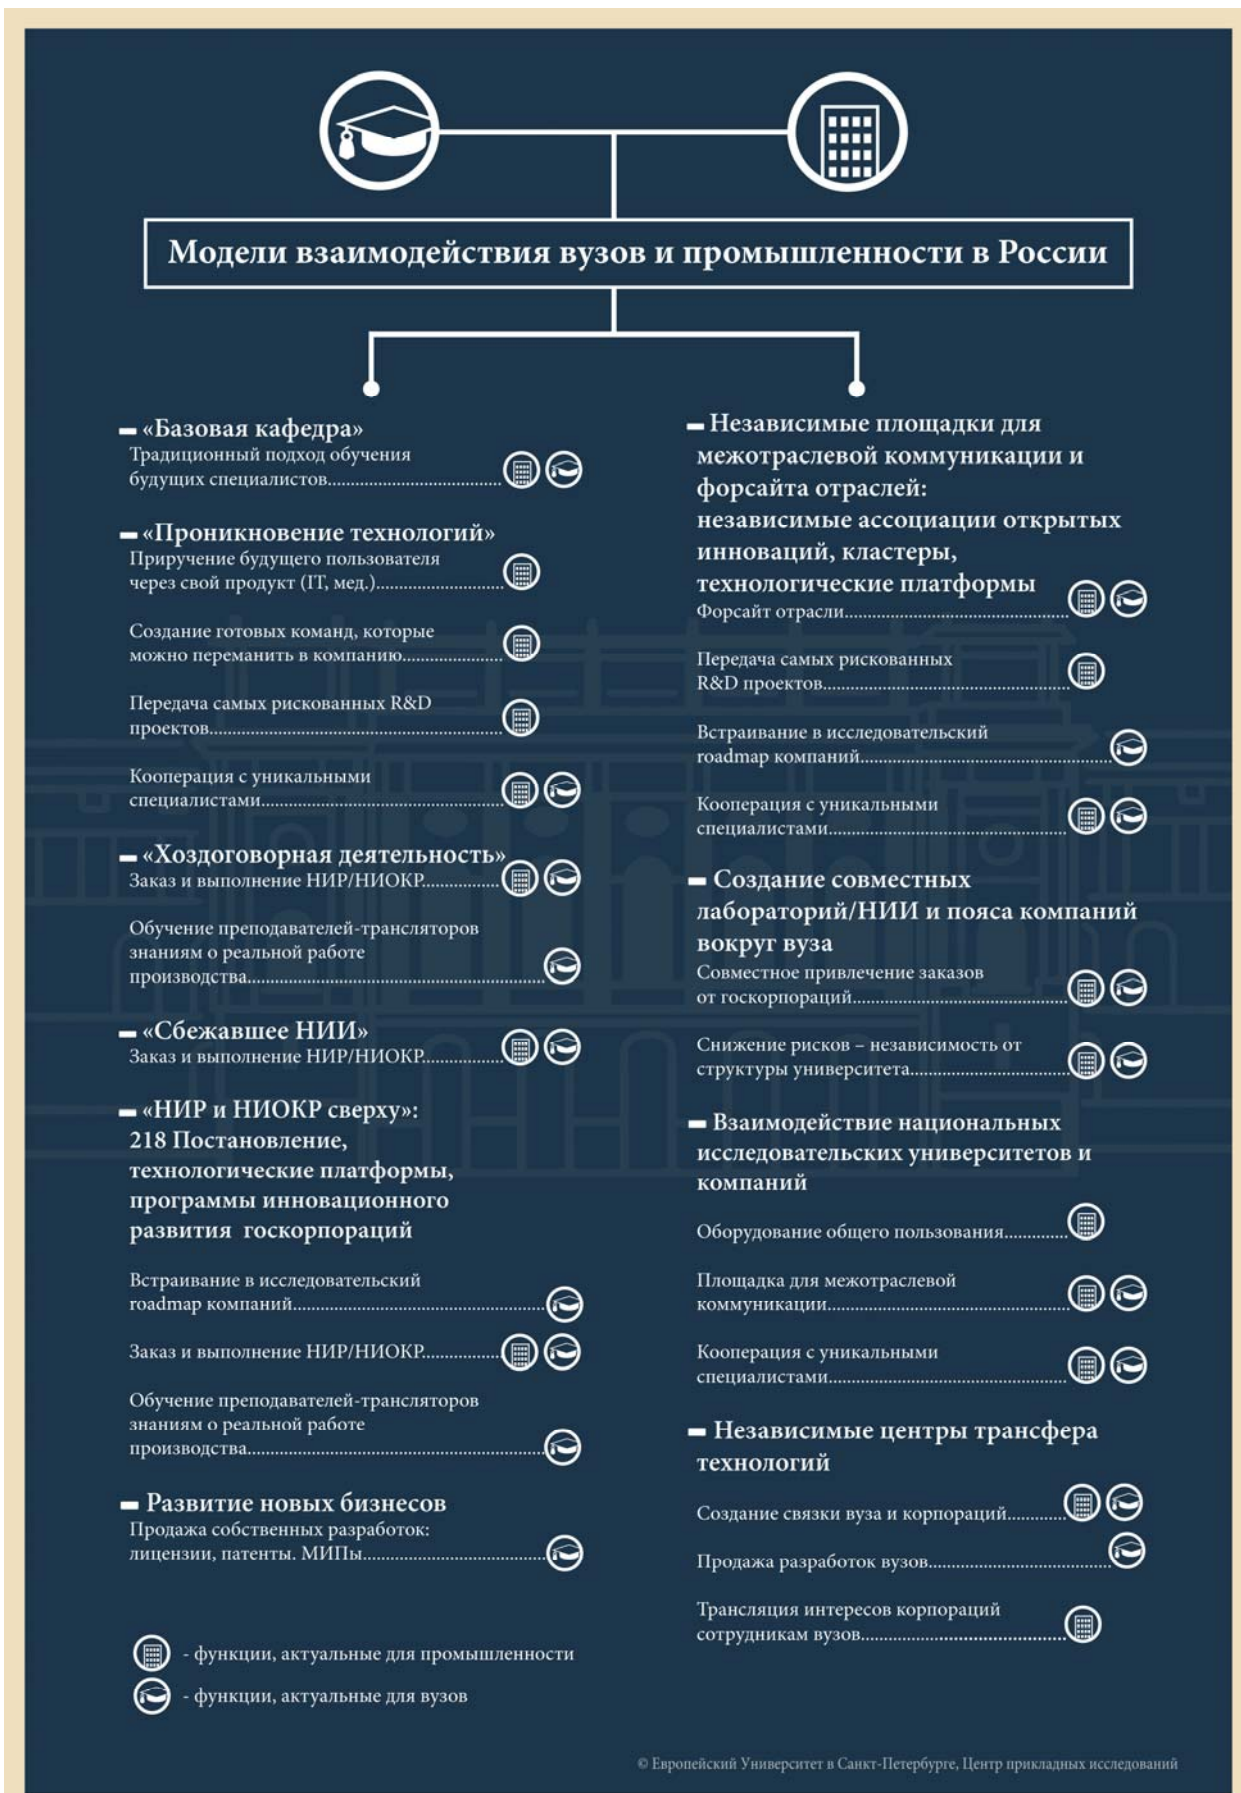 Модели взаимодействия вузов и промышленности в России
– «Базовая кафедра»
Традиционный подход обучения
будущих специалистов
– «Проникновение технологий»
Приручение будущего пользователя
через свой продукт (IT, мед.)
Создание готовых команд, которые
можно переманить в компанию
Передача самых рискованных R&D
проектов
Кооперация с уникальными
специалистами
– «Хоздоговорная деятельность»
Заказ и выполнение НИР/НИОКР
Обучение преподавателей-трансляторов
знаниям о реальной работе
производства
– «Сбежавшее НИИ»
Заказ и выполнение НИР/НИОКР
– «НИР и НИОКР сверху»:
218 Постановление,
технологические платформы,
программы инновационного
развития госкорпораций
Встраивание в исследовательский
roadmap компаний
Заказ и выполнение НИР/НИОКР
Обучение преподавателей-трансляторов
знаниям о реальной работе
производства
– Развитие новых бизнесов
Продажа собственных разработок:
лицензии, патенты. МИПы
- функции, актуальные для промышленности
- функции, актуальные для вузов
– Независимые площадки для
межотраслевой коммуникации и
форсайта отраслей:
независимые ассоциации открытых
инноваций, кластеры,
технологические платформы
Форсайт отрасли
Передача самых рискованных
R&D проектов
Встраивание в исследовательский
roadmap компаний
Кооперация с уникальными
специалистами
– Создание совместных
лабораторий/НИИ и пояса компаний
вокруг вуза
Совместное привлечение заказов
от госкорпораций
Снижение рисков – независимость от
структуры университета
– Взаимодействие национальных
исследовательских университетов и
компаний
Оборудование общего пользования
Площадка для межотраслевой
коммуникации
Кооперация с уникальными
специалистами
– Независимые центры трансфера
технологий
Создание связки вуза и корпораций
Продажа разработок вузов
Трансляция интересов корпораций
сотрудникам вузов
© Европейский Университет в Санкт-Петербурге, Центр прикладных исследований